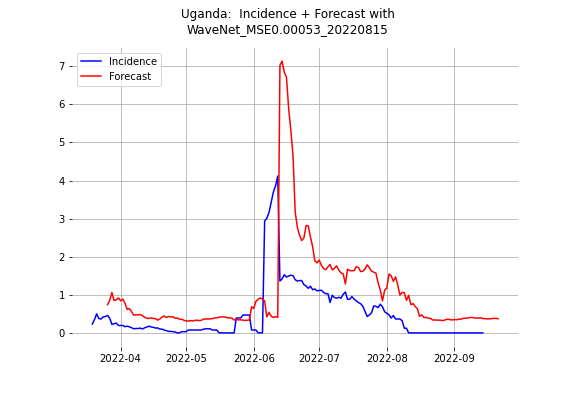 Uganda:  Incidence + Forecast with
WaveNet_MSE0.00053_20220815
Incidence
Forecast
7
6
5
4
3
2
1
0
2022-04 2022-05 2022-06 2022-07 2022-08 2022-09